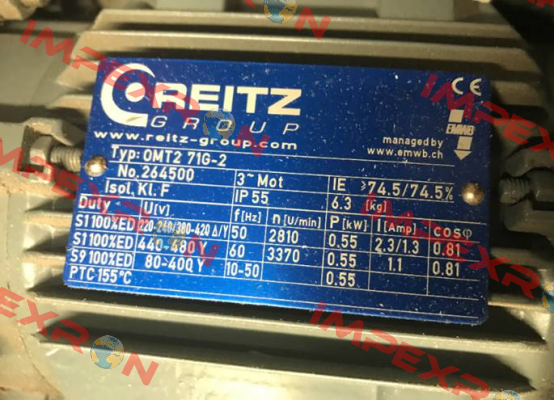 REITZ
GROUP
www.reitz-group.com
CE
EMWB
managed by
www.emwb.ch
Typ: OMT2 71G-2
No. 264500
Isol. Kl. F
3~ Mot
IP 55
IE >74.5/74.5%
6.3 [kg]
Duty U[v] f[Hz] n[U/min] P[kW] I[Amp] cosφ
S1 100%ED 220-240/380-420 Δ/Y 50 2810 0.55 2.3/1.3 0.81
S1 100%ED 440-480 Y 60 3370 0.55 1.1 0.81
S9 100%ED 80-400 Y 10-50 0.55
PTC 155°C
IMPEXRON
IMPEXRON
IMPEXRON
IMPEXRON